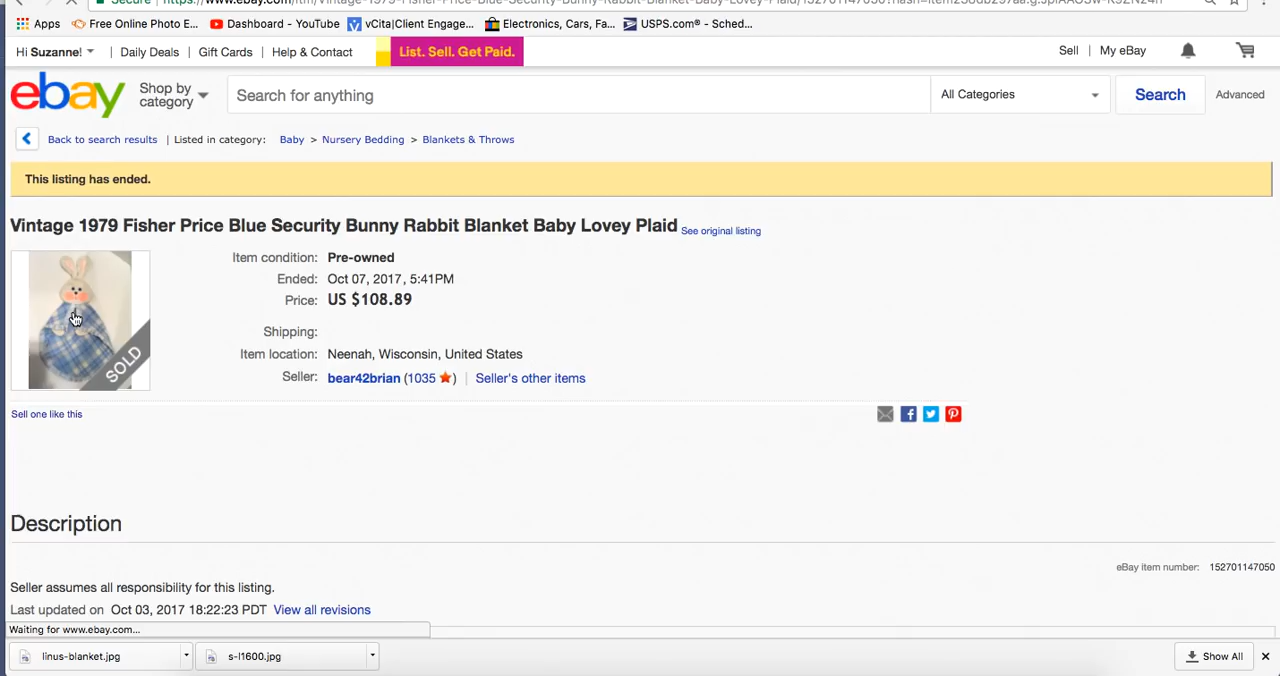 Apps Free Online Photo E... Dashboard - YouTube vCita|Client Engage... Electronics, Cars, Fa... USPS.com® - Sched...
Hi Suzanne! | Daily Deals | Gift Cards | Help & Contact List. Sell. Get Paid. Sell | My eBay
ebay Shop by category Search for anything All Categories Search Advanced
Back to search results | Listed in category: Baby > Nursery Bedding > Blankets & Throws
This listing has ended.
Vintage 1979 Fisher Price Blue Security Bunny Rabbit Blanket Baby Lovey Plaid See original listing
Item condition: Pre-owned
Ended: Oct 07, 2017, 5:41PM
Price: US $108.89
Shipping:
Item location: Neenah, Wisconsin, United States
Seller: bear42brian (1035 ) | Seller's other items
SOLD
Sell one like this
Description
eBay item number: 152701147050
Seller assumes all responsibility for this listing.
Last updated on Oct 03, 2017 18:22:23 PDT View all revisions
Waiting for www.ebay.com...
linus-blanket.jpg s-l1600.jpg Show All